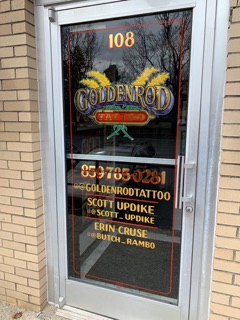 108
GOLDENROD
TATTOO
859·785·0281
@GOLDENRODTATTOO
SCOTT UPDIKE
@SCOTT_UPDIKE
ERIN CRUSE
@BUTCH_RAMBO